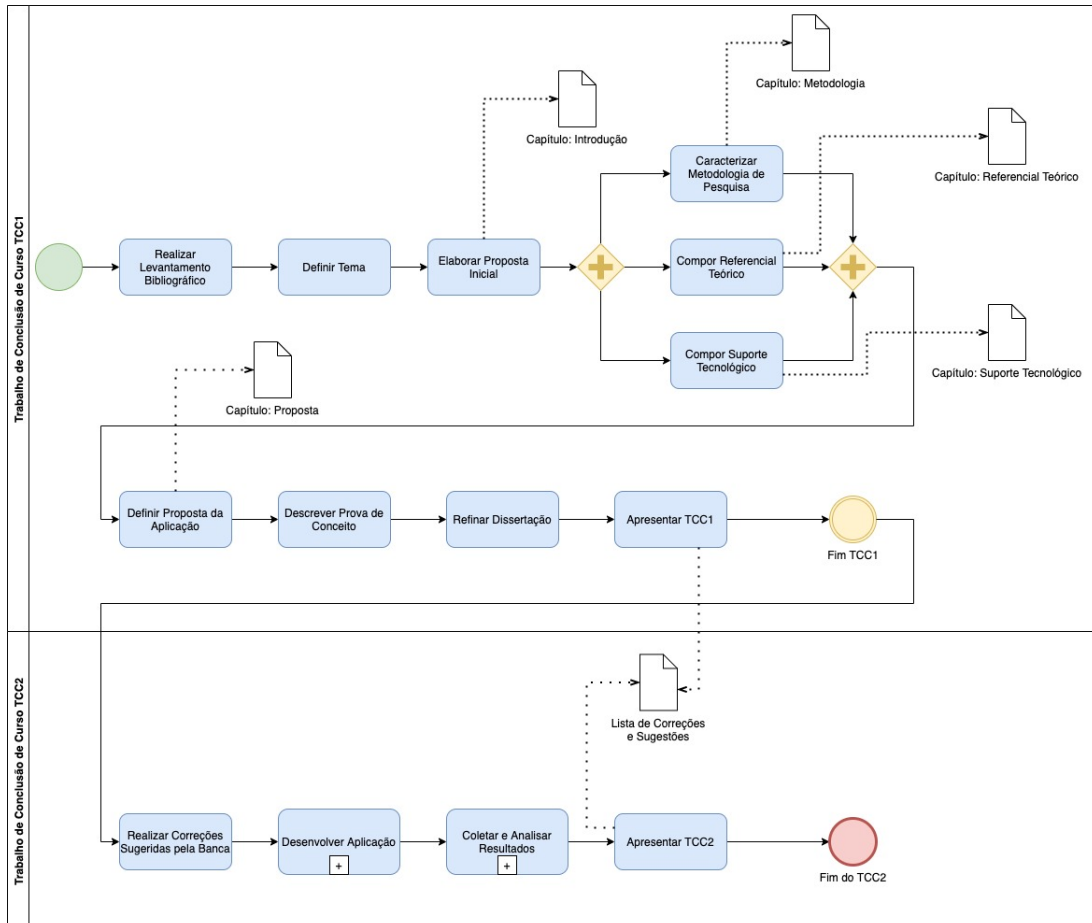 Trabalho de Conclusão de Curso TCC1
Capítulo: Metodologia
Capítulo: Introdução
Caracterizar
Metodologia de
Pesquisa
Capítulo: Referencial Teórico
Realizar
Levantamento
Bibliográfico
Definir Tema
Elaborar Proposta
Inicial
Compor Referencial
Teórico
Compor Suporte
Tecnológico
Capítulo: Suporte Tecnológico
Capítulo: Proposta
Definir Proposta da
Aplicação
Descrever Prova de
Conceito
Refinar Dissertação
Apresentar TCC1
Fim TCC1
Trabalho de Conclusão de Curso TCC2
Lista de Correções
e Sugestões
Realizar Correções
Sugeridas pela Banca
Desenvolver Aplicação
Coletar e Analisar
Resultados
Apresentar TCC2
Fim do TCC2